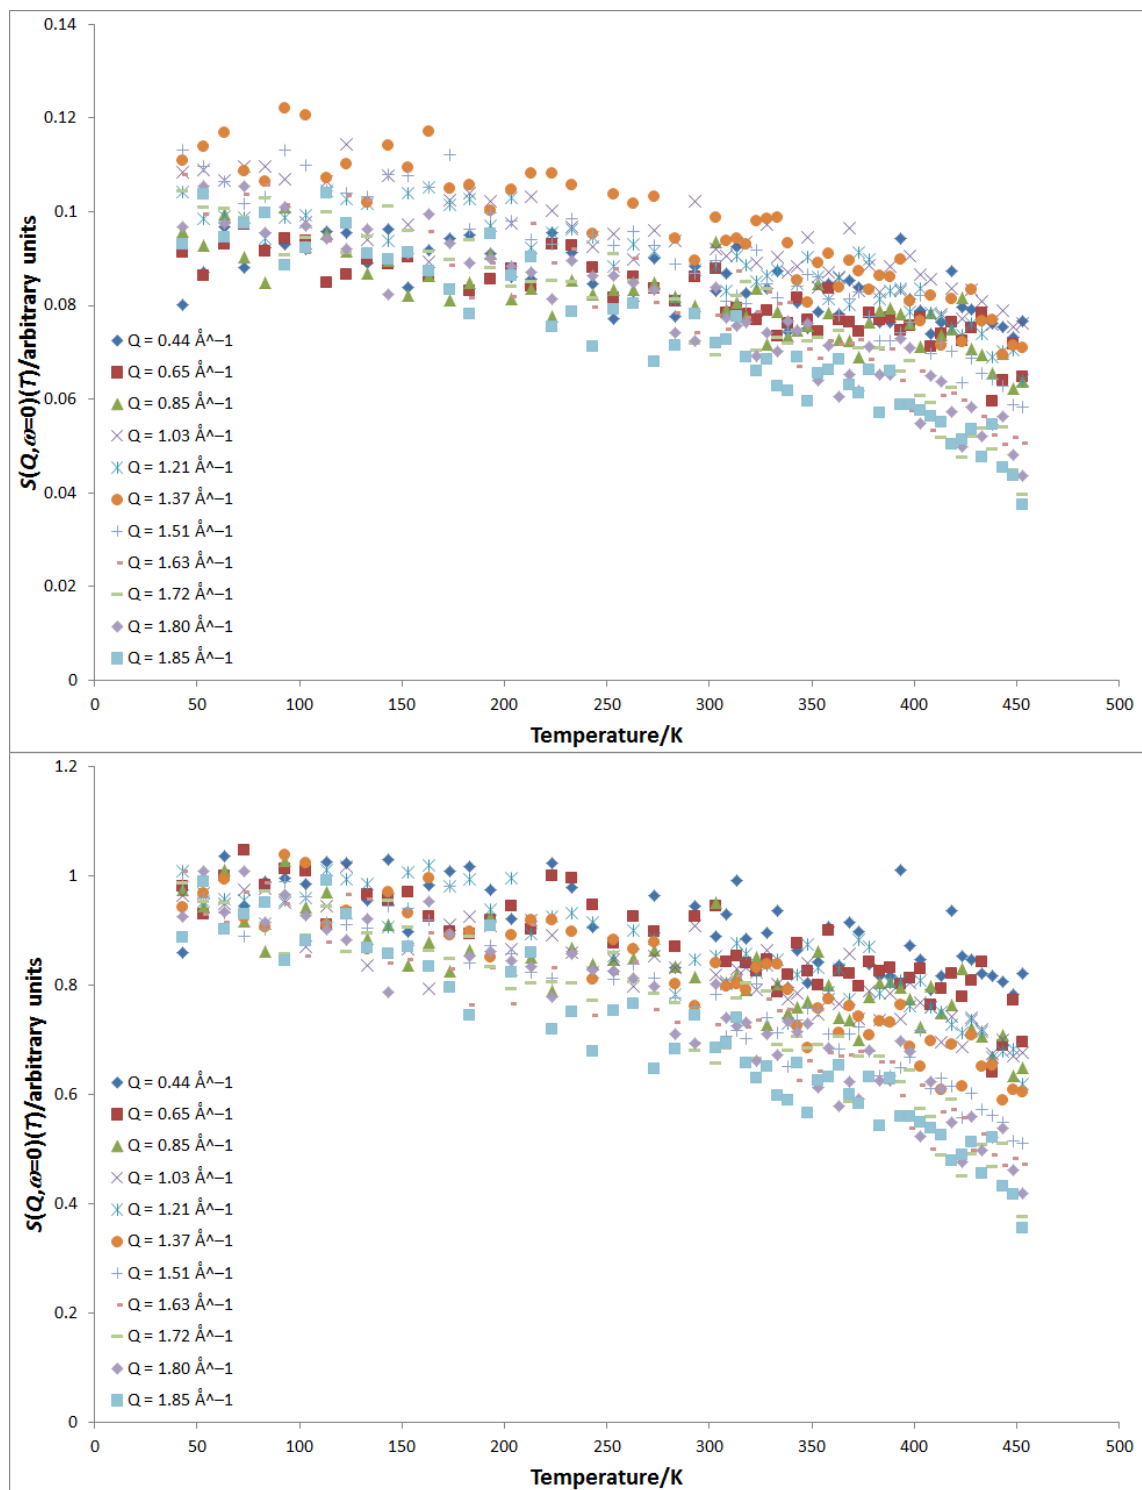 0.14
0.12
0.1
0.08
0.06
0.04
0.02
0
S(Q,ω=0)(T)/arbitrary units
Q = 0.44 Å^−1
Q = 0.65 Å^−1
Q = 0.85 Å^−1
Q = 1.03 Å^−1
Q = 1.21 Å^−1
Q = 1.37 Å^−1
Q = 1.51 Å^−1
Q = 1.63 Å^−1
Q = 1.72 Å^−1
Q = 1.80 Å^−1
Q = 1.85 Å^−1
0 50 100 150 200 250 300 350 400 450 500
Temperature/K
1.2
1
0.8
0.6
0.4
0.2
0
S(Q,ω=0)(T)/arbitrary units
Q = 0.44 Å^−1
Q = 0.65 Å^−1
Q = 0.85 Å^−1
Q = 1.03 Å^−1
Q = 1.21 Å^−1
Q = 1.37 Å^−1
Q = 1.51 Å^−1
Q = 1.63 Å^−1
Q = 1.72 Å^−1
Q = 1.80 Å^−1
Q = 1.85 Å^−1
0 50 100 150 200 250 300 350 400 450 500
Temperature/K